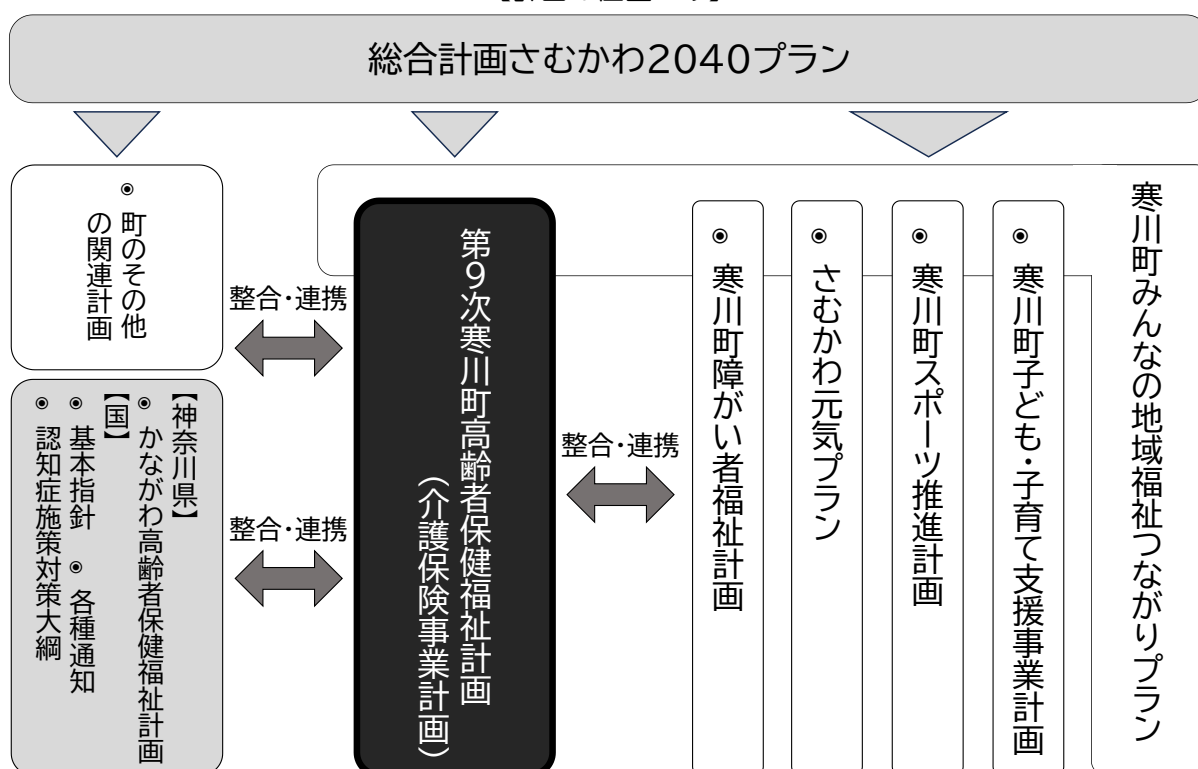 総合計画さむかわ2040プラン
◉ 町のその他
の関連計画
【神奈川県】
◉ かながわ高齢者保健福祉計画
【国】
◉ 基本指針 ◉ 各種通知
◉ 認知症施策対策大綱
整合・連携
整合・連携
第9次寒川町高齢者保健福祉計画
（介護保険事業計画）
整合・連携
◉ 寒川町障がい者福祉計画
◉ さむかわ元気プラン
◉ 寒川町スポーツ推進計画
◉ 寒川町子ども・子育て支援事業計画
寒川町みんなの地域福祉つながりプラン